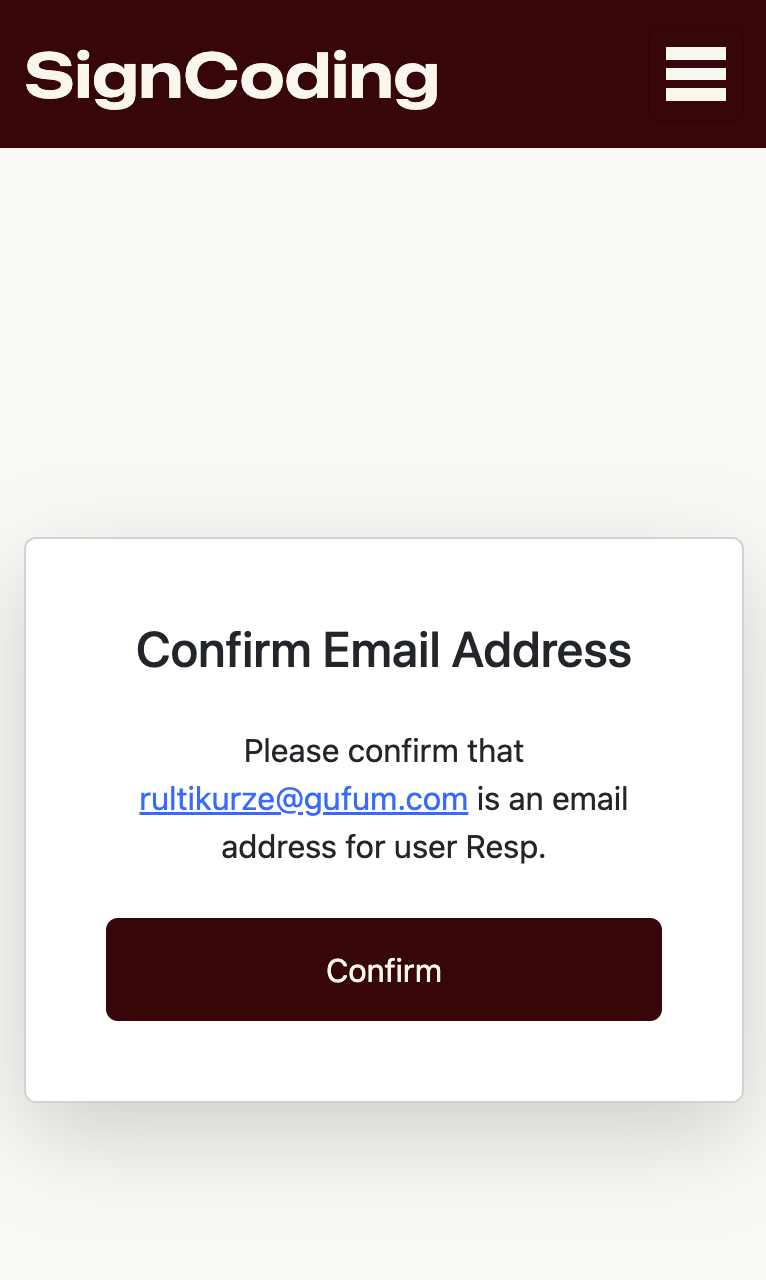 SignCoding
Confirm Email Address
Please confirm that
rultikurze@gufum.com is an email
address for user Resp.
Confirm